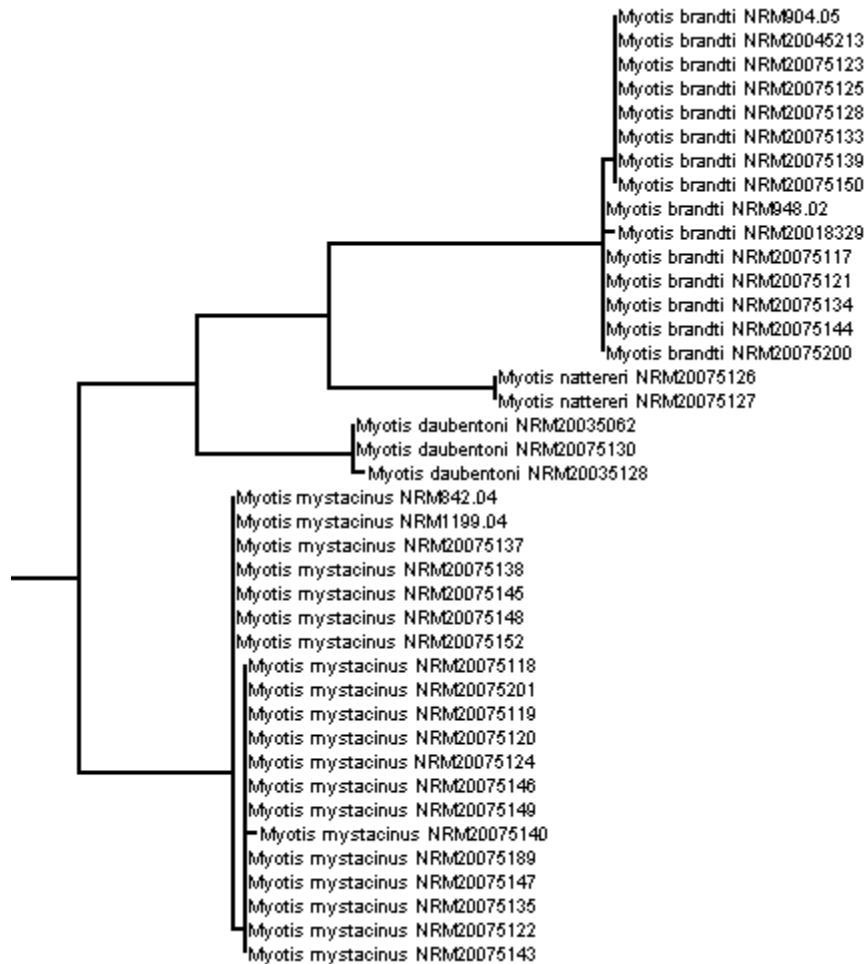 Myotis brandti NRM904.05
Myotis brandti NRM20045213
Myotis brandti NRM20075123
Myotis brandti NRM20075125
Myotis brandti NRM20075128
Myotis brandti NRM20075133
Myotis brandti NRM20075139
Myotis brandti NRM20075150
Myotis brandti NRM948.02
Myotis brandti NRM20018329
Myotis brandti NRM20075117
Myotis brandti NRM20075121
Myotis brandti NRM20075134
Myotis brandti NRM20075144
Myotis brandti NRM20075200
Myotis nattereri NRM20075126
Myotis nattereri NRM20075127
Myotis daubentoni NRM20035062
Myotis daubentoni NRM20075130
Myotis daubentoni NRM20035128
Myotis mystacinus NRM842.04
Myotis mystacinus NRM1199.04
Myotis mystacinus NRM20075137
Myotis mystacinus NRM20075138
Myotis mystacinus NRM20075145
Myotis mystacinus NRM20075148
Myotis mystacinus NRM20075152
Myotis mystacinus NRM20075118
Myotis mystacinus NRM20075201
Myotis mystacinus NRM20075119
Myotis mystacinus NRM20075120
Myotis mystacinus NRM20075124
Myotis mystacinus NRM20075146
Myotis mystacinus NRM20075149
Myotis mystacinus NRM20075140
Myotis mystacinus NRM20075189
Myotis mystacinus NRM20075147
Myotis mystacinus NRM20075135
Myotis mystacinus NRM20075122
Myotis mystacinus NRM20075143